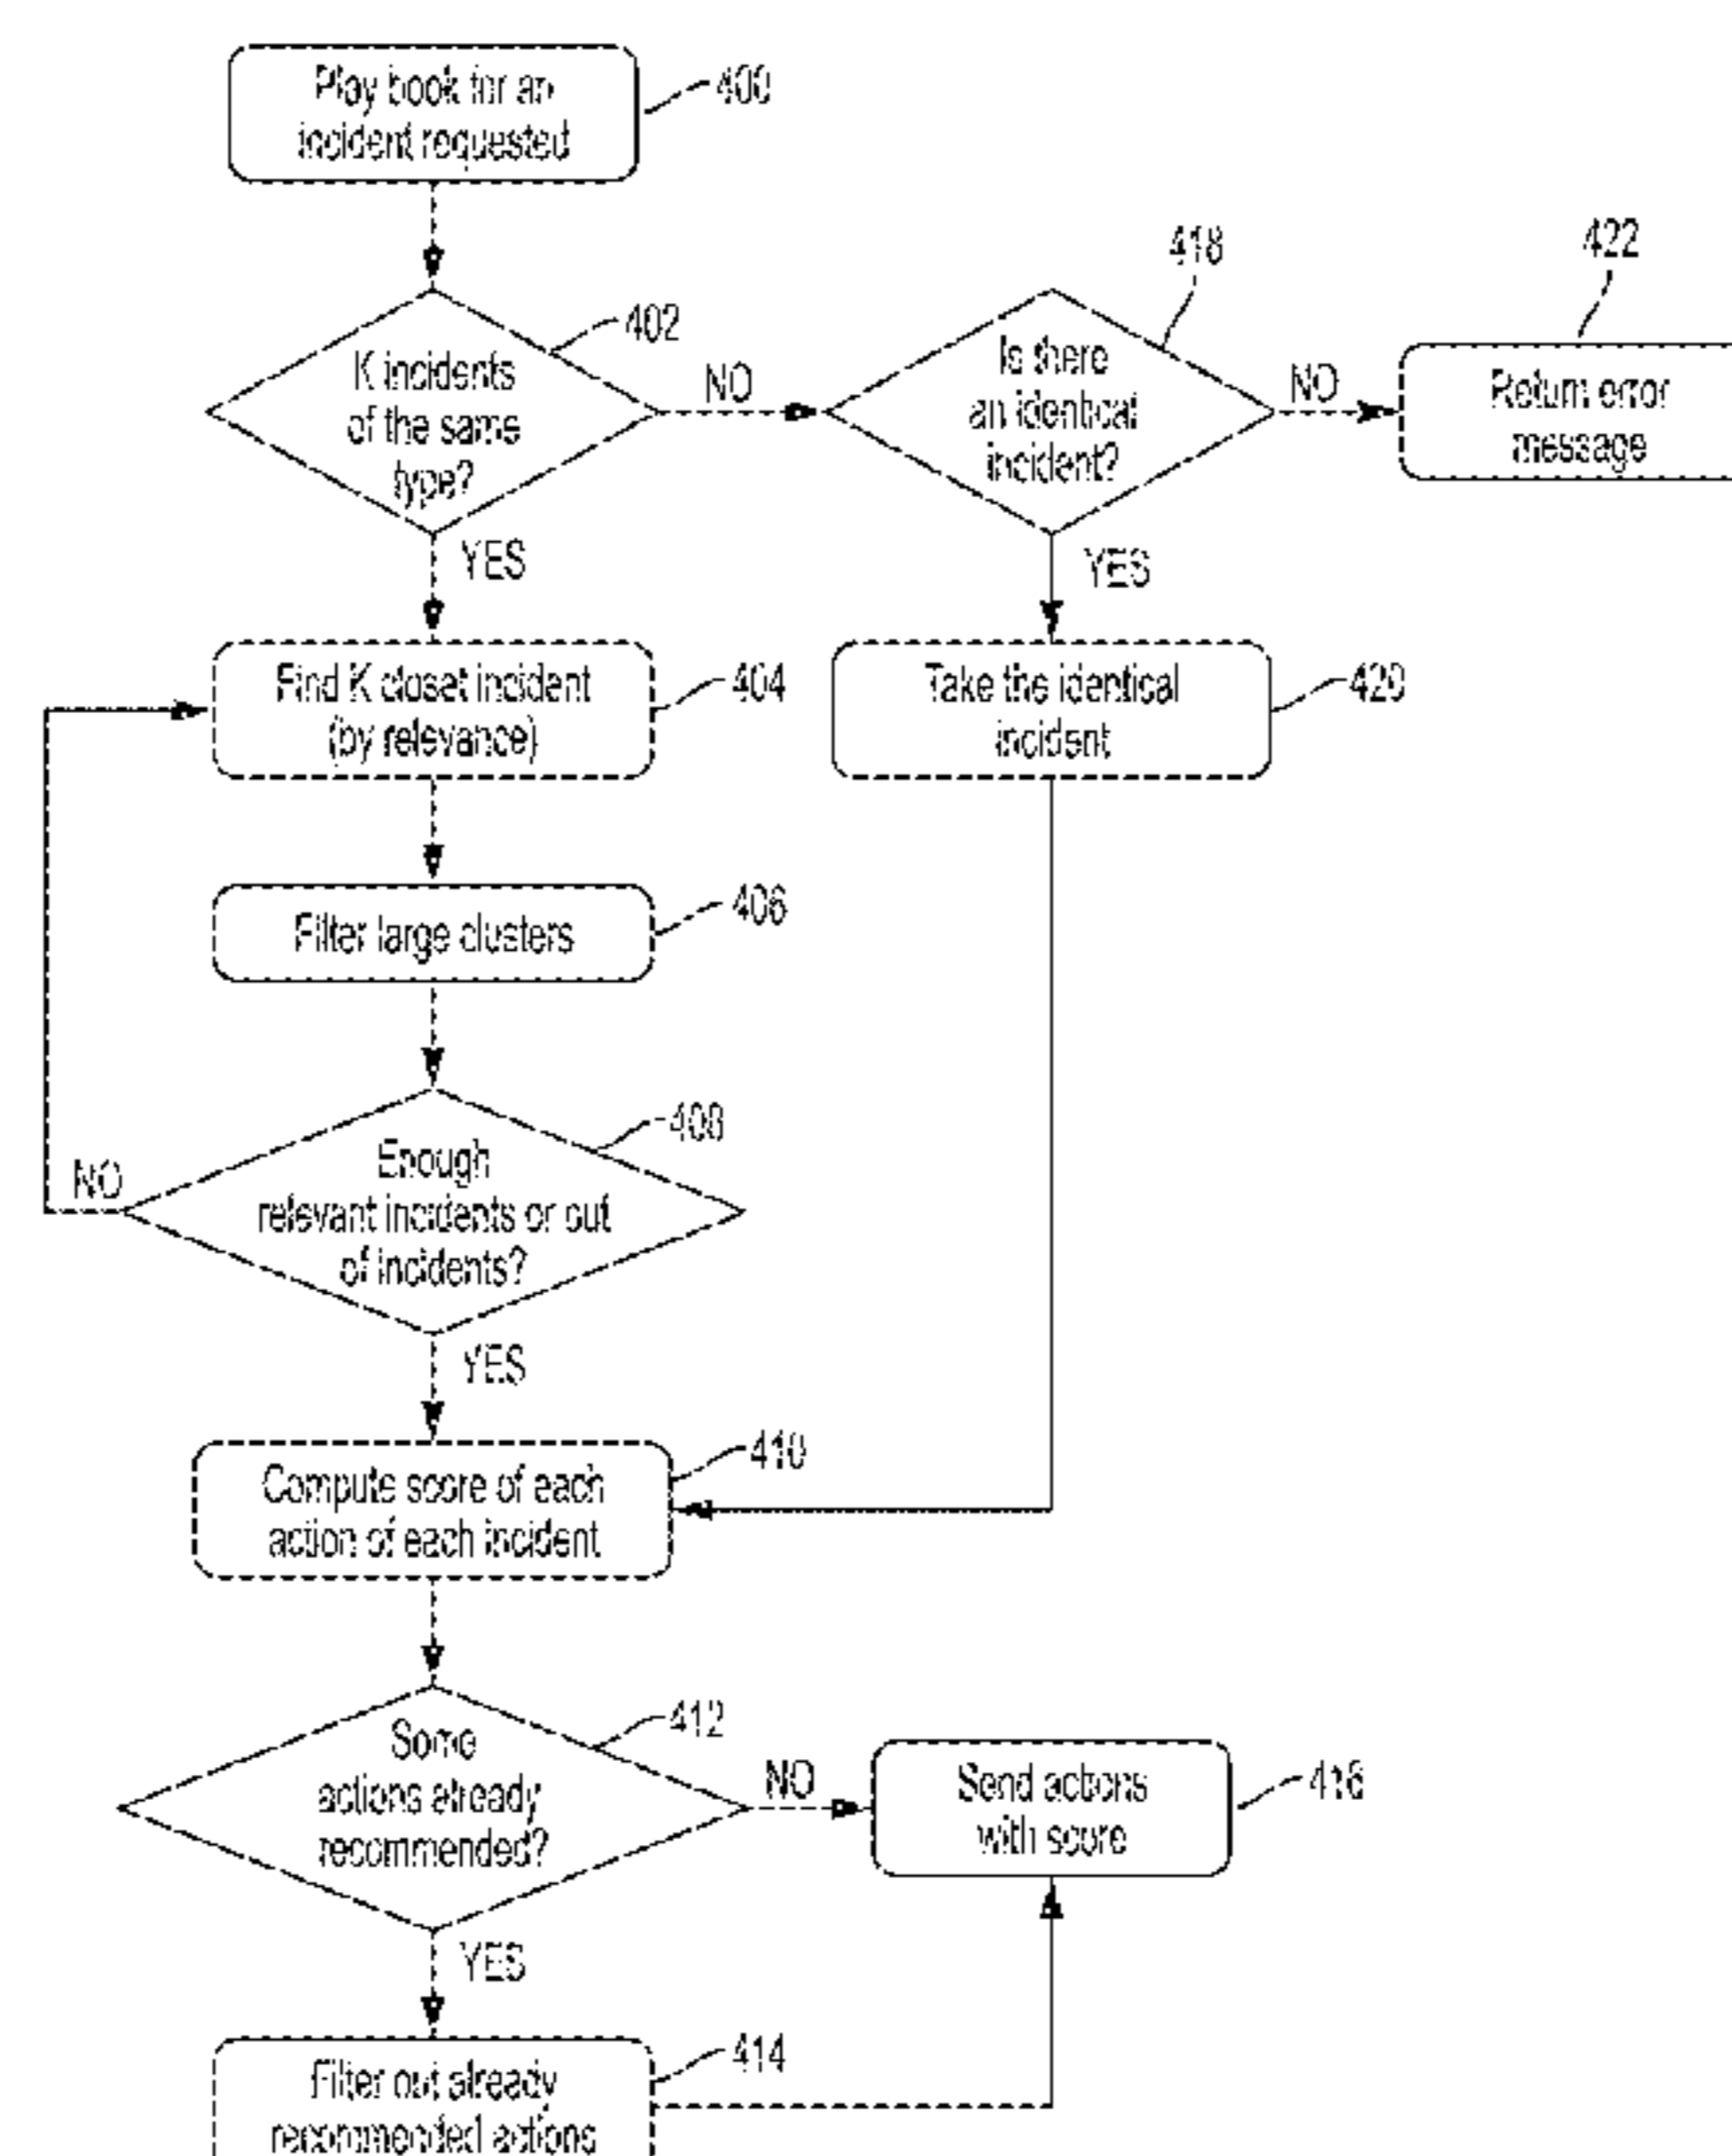 Play book for an
incident requested
400
418
422
402
K incidents
of the same
type?
NO
Is there
an identical
incident?
NO
Return error
message
YES
YES
Find K closet incident
(by relevance)
404
Take the identical
incident
420
Filter large clusters
406
408
Enough
relevant incidents or out
of incidents?
NO
YES
Compute score of each
action of each incident
410
412
Some
actions already
recommended?
NO
Send actions
with score
416
YES
Filter out already
recommended actions
414